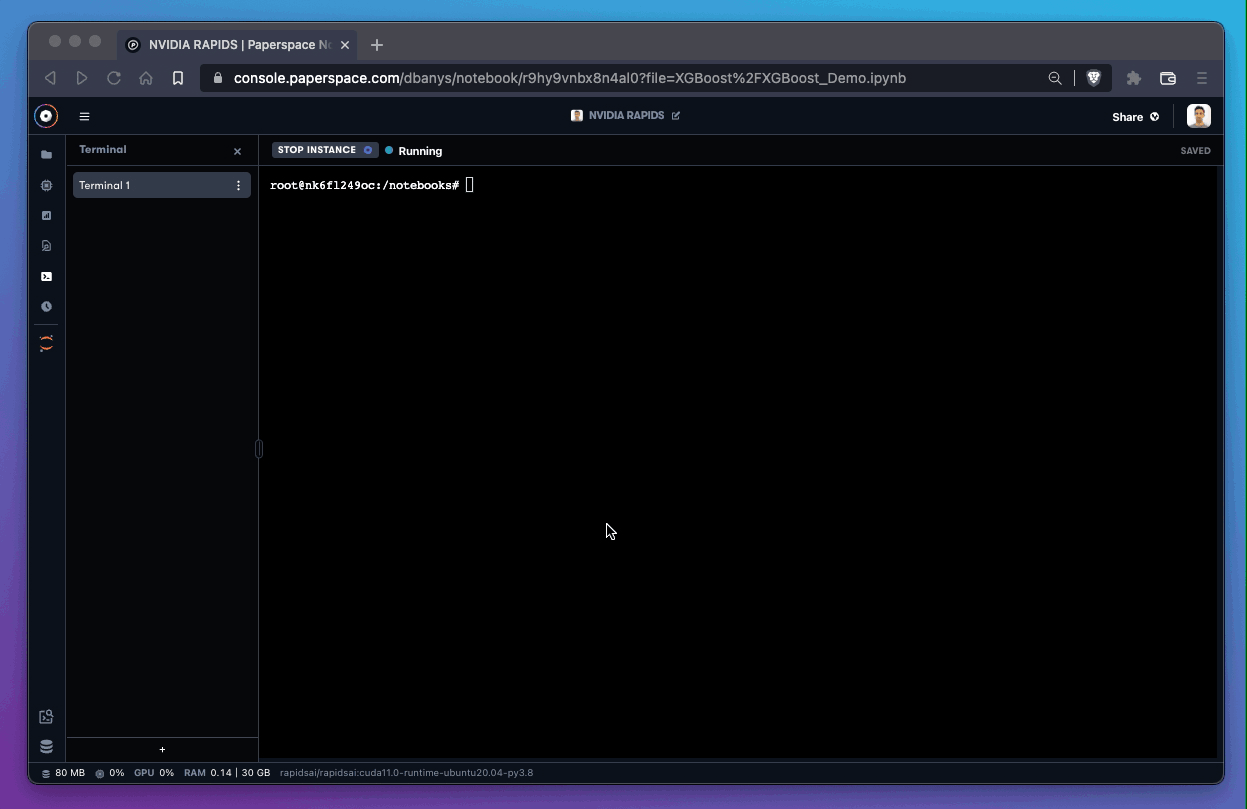 NVIDIA RAPIDS | Paperspace No
console.paperspace.com/dbanys/notebook/r9hy9vnbx8n4al0?file=XGBoost%2FXGBoost_Demo.ipynb
NVIDIA RAPIDS
Share
Terminal
STOP INSTANCE
Running
SAVED
Terminal 1
root@nk6fl249oc:/notebooks#
+
80 MB 0% GPU 0% RAM 0.14 | 30 GB rapidsai/rapidsai:cuda11.0-runtime-ubuntu20.04-py3.8